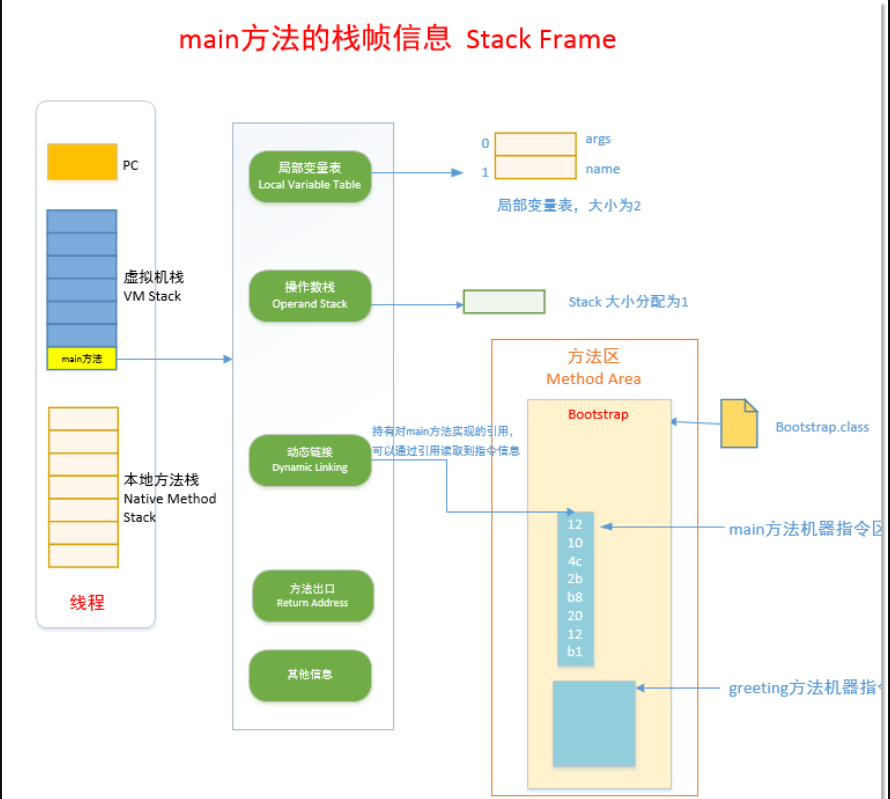 main方法的栈帧信息 Stack Frame
PC
虚拟机栈
VM Stack
main方法
本地方法栈
Native Method
Stack
线程
局部变量表
Local Variable Table
操作数栈
Operand Stack
动态链接
Dynamic Linking
方法出口
Return Address
其他信息
0
args
1
name
局部变量表，大小为2
Stack 大小分配为1
持有对main方法实现的引用，
可以通过引用读取到指令信息
方法区
Method Area
Bootstrap
Bootstrap.class
12
10
4c
2b
b8
20
12
b1
main方法机器指令区
greeting方法机器指令